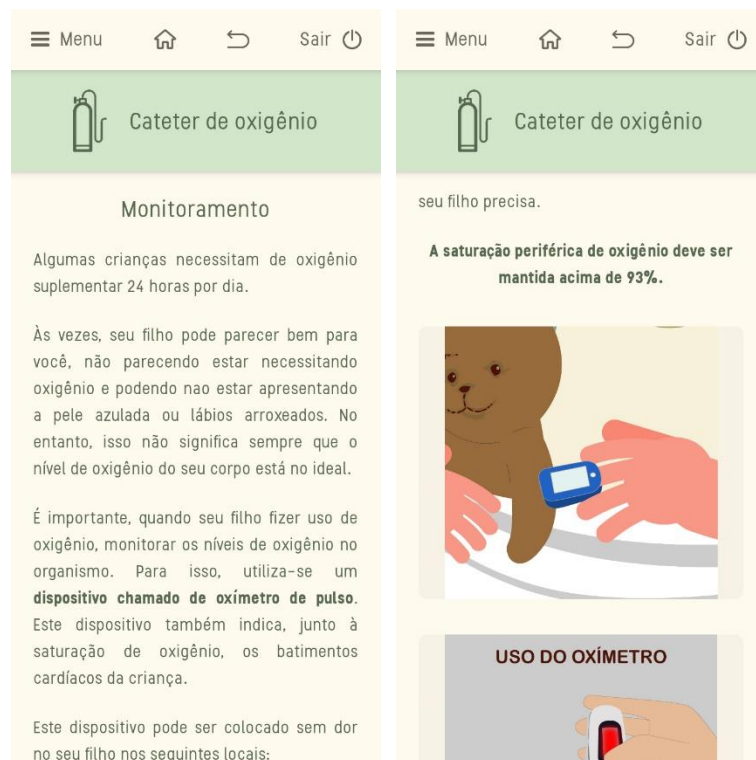 Menu Sair
Cateter de oxigênio
Monitoramento
Algumas crianças necessitam de oxigênio
suplementar 24 horas por dia.
Às vezes, seu filho pode parecer bem para
você, não parecendo estar necessitando
oxigênio e podendo nao estar apresentando
a pele azulada ou lábios arroxeados. No
entanto, isso não significa sempre que o
nível de oxigênio do seu corpo está no ideal.
É importante, quando seu filho fizer uso de
oxigênio, monitorar os níveis de oxigênio no
organismo. Para isso, utiliza-se um
dispositivo chamado de oxímetro de pulso.
Este dispositivo também indica, junto à
saturação de oxigênio, os batimentos
cardíacos da criança.
Este dispositivo pode ser colocado sem dor
no seu filho nos seguintes locais:
Menu Sair
Cateter de oxigênio
seu filho precisa.
A saturação periférica de oxigênio deve ser
mantida acima de 93%.
USO DO OXÍMETRO